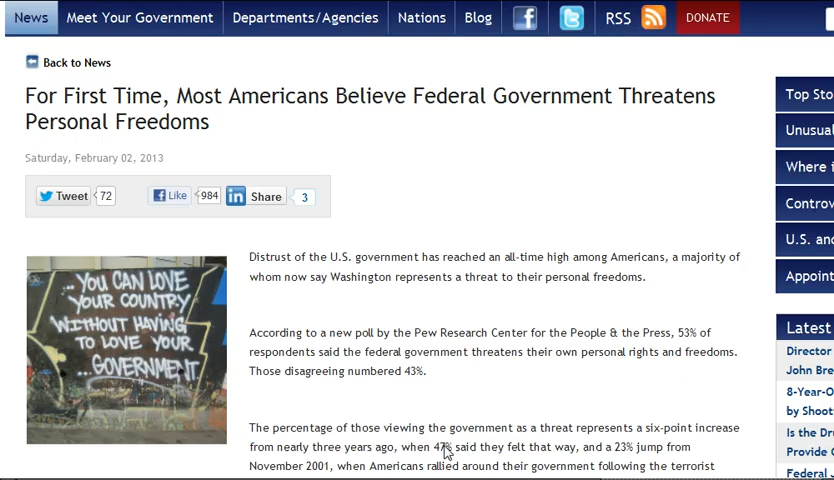 News Meet Your Government Departments/Agencies Nations Blog RSS DONATE
Back to News
For First Time, Most Americans Believe Federal Government Threatens
Personal Freedoms
Saturday, February 02, 2013
Tweet 72 Like 984 in Share 3
...YOU CAN LOVE
YOUR COUNTRY
WITHOUT HAVING
TO LOVE YOUR
...GOVERNMENT
Distrust of the U.S. government has reached an all-time high among Americans, a majority of
whom now say Washington represents a threat to their personal freedoms.
According to a new poll by the Pew Research Center for the People & the Press, 53% of
respondents said the federal government threatens their own personal rights and freedoms.
Those disagreeing numbered 43%.
The percentage of those viewing the government as a threat represents a six-point increase
from nearly three years ago, when 47% said they felt that way, and a 23% jump from
November 2001, when Americans rallied around their government following the terrorist
Top Sto
Unusual
Where i
Controv
U.S. an
Appoint
Latest
Director
John Bre
8-Year-O
by Shoot
Is the Dr
Provide C
Federal J